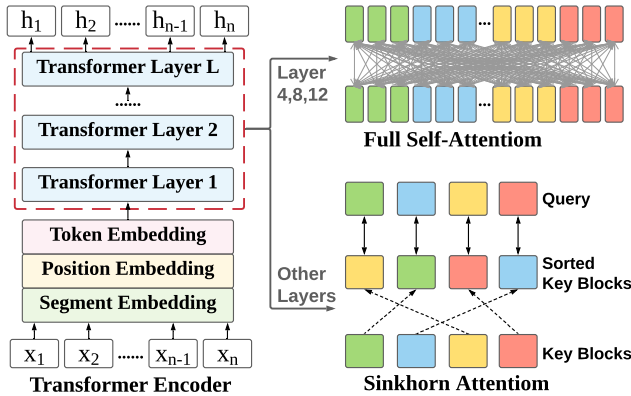 h1
h2
......
hn-1
hn
Transformer Layer L
......
Transformer Layer 2
Transformer Layer 1
Token Embedding
Position Embedding
Segment Embedding
x1
x2
......
xn-1
xn
Transformer Encoder
Layer
4,8,12
Other
Layers
...
...
Full Self-Attentiom
Query
Sorted
Key Blocks
Key Blocks
Sinkhorn Attentiom